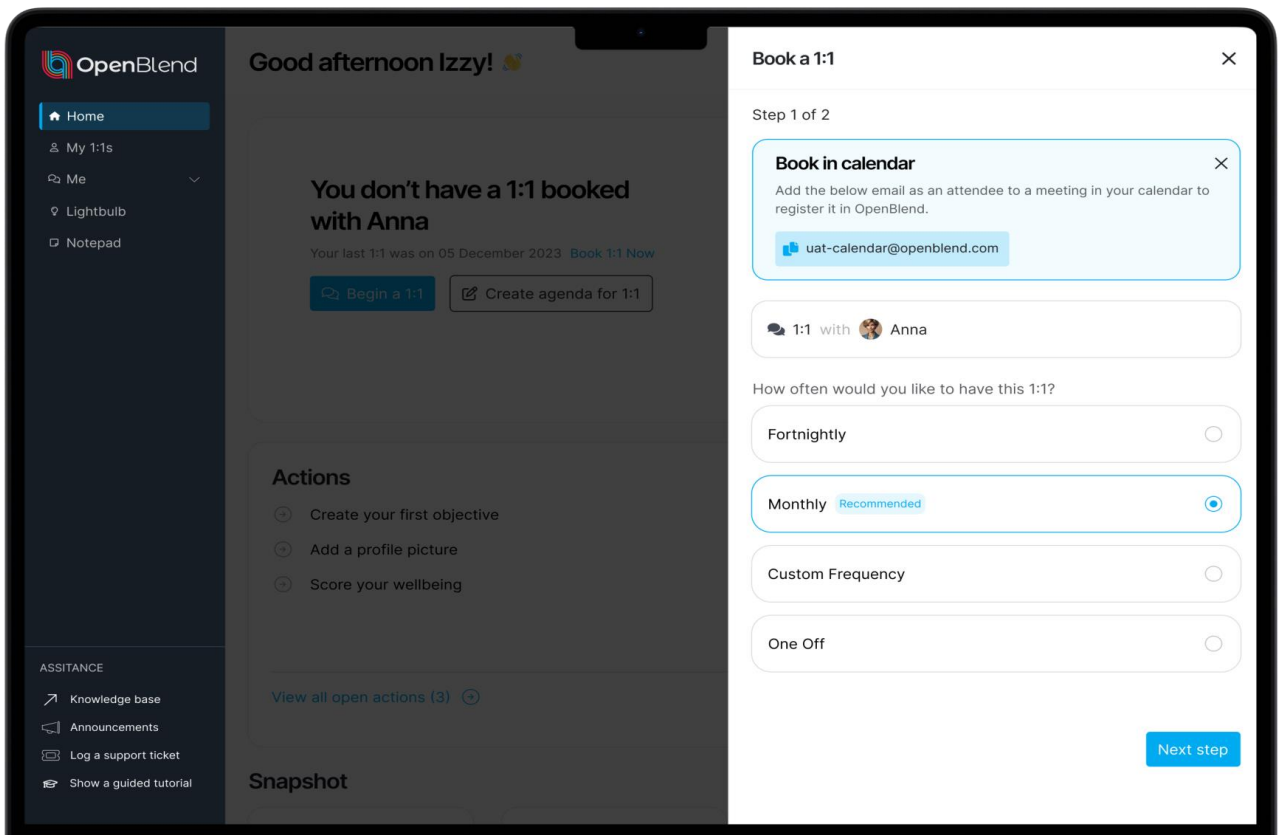 OpenBlend
Home
My 1:1s
Me
Lightbulb
Notepad
ASSITANCE
Knowledge base
Announcements
Log a support ticket
Show a guided tutorial
Good afternoon Izzy!
You don't have a 1:1 booked
with Anna
Your last 1:1 was on 05 December 2023 Book 1:1 Now
Begin a 1:1
Create agenda for 1:1
Actions
Create your first objective
Add a profile picture
Score your wellbeing
View all open actions (3)
Snapshot
Book a 1:1
Step 1 of 2
Book in calendar
Add the below email as an attendee to a meeting in your calendar to
register it in OpenBlend.
uat-calendar@openblend.com
1:1 with Anna
How often would you like to have this 1:1?
Fortnightly
Monthly Recommended
Custom Frequency
One Off
Next step